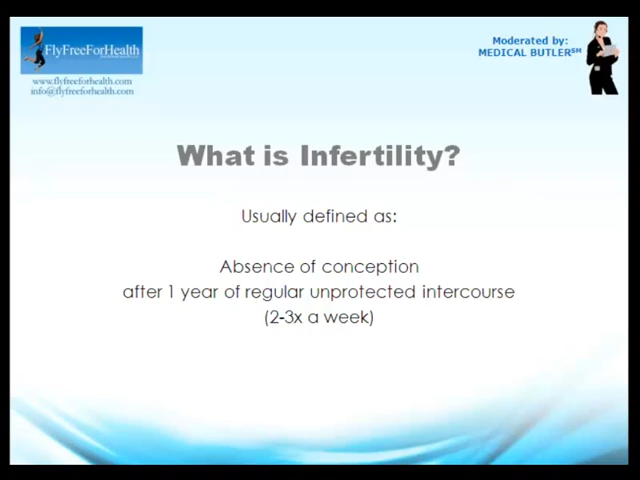 FlyFreeForHealth
www.flyfreeforhealth.com
info@flyfreeforhealth.com
Moderated by:
MEDICAL BUTLER℠
What is Infertility?
Usually defined as:
Absence of conception
after 1 year of regular unprotected intercourse
(2-3x a week)